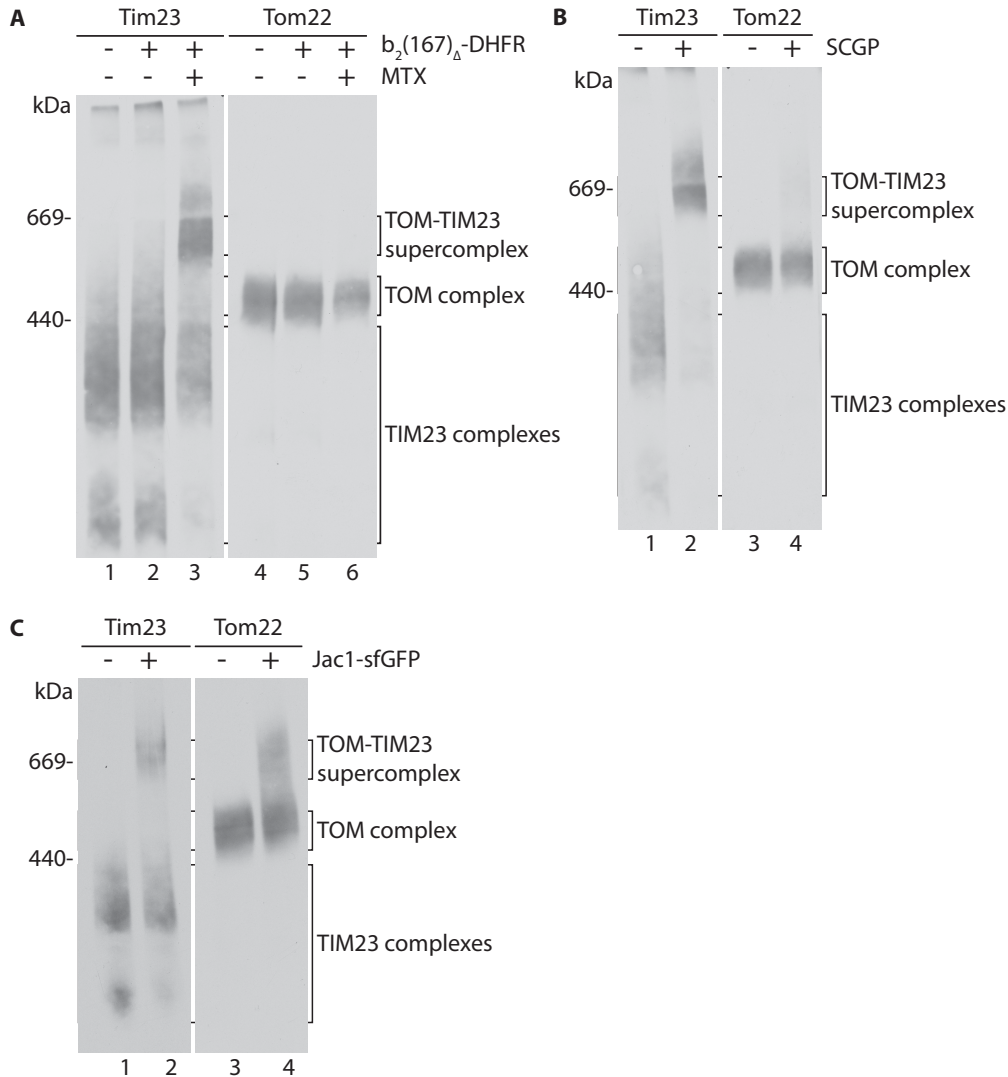 A
Tim23 Tom22
- + + - + + b₂(167)Δ-DHFR
- - + - - + MTX
kDa
669-
440-
TOM-TIM23
supercomplex
TOM complex
TIM23 complexes
1 2 3 4 5 6
B
Tim23 Tom22
- + - + SCGP
kDa
669-
440-
TOM-TIM23
supercomplex
TOM complex
TIM23 complexes
1 2 3 4
C
Tim23 Tom22
- + - + Jac1-sfGFP
kDa
669-
440-
TOM-TIM23
supercomplex
TOM complex
TIM23 complexes
1 2 3 4